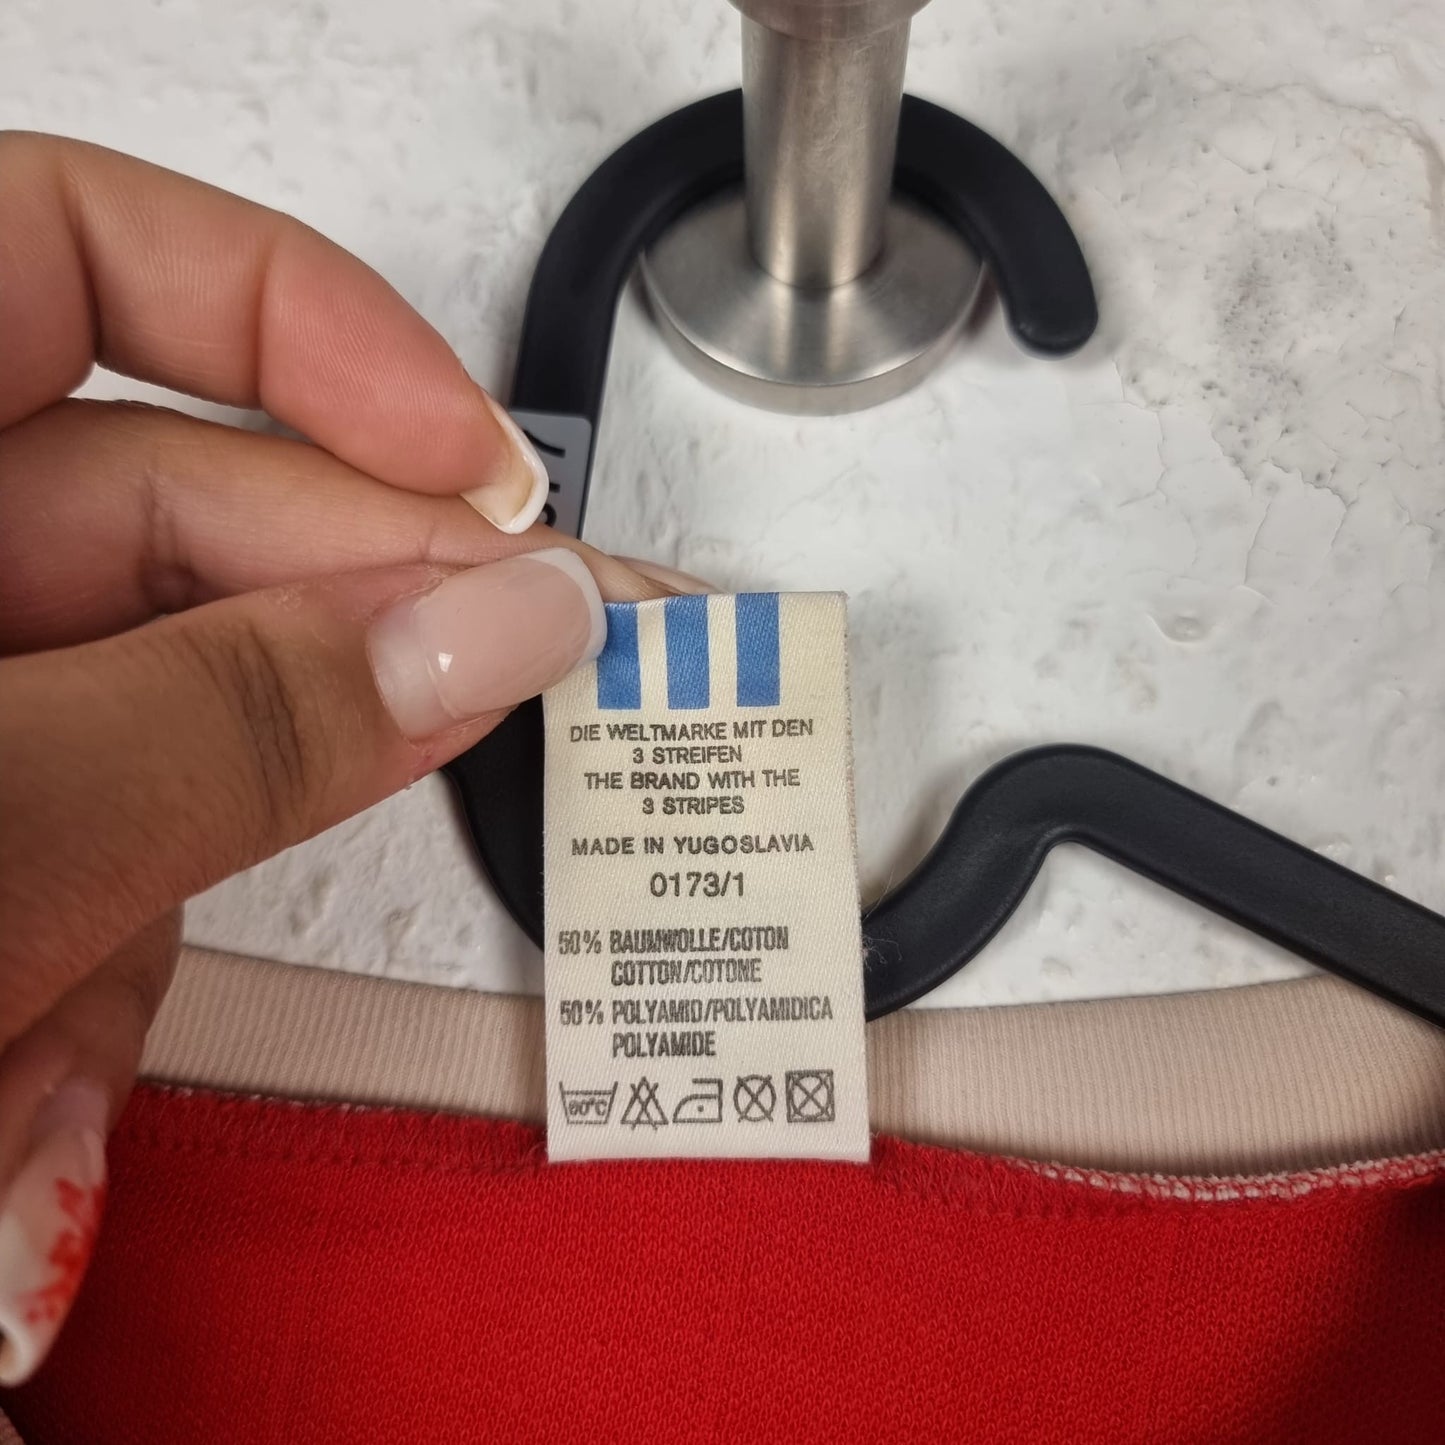 DIE WELTMARKE MIT DEN
3 STREIFEN
THE BRAND WITH THE
3 STRIPES
MADE IN YUGOSLAVIA
0173/1
50% BAUMWOLLE/COTON
COTTON/COTONE
50% POLYAMID/POLYAMIDICA
POLYAMIDE
60°C